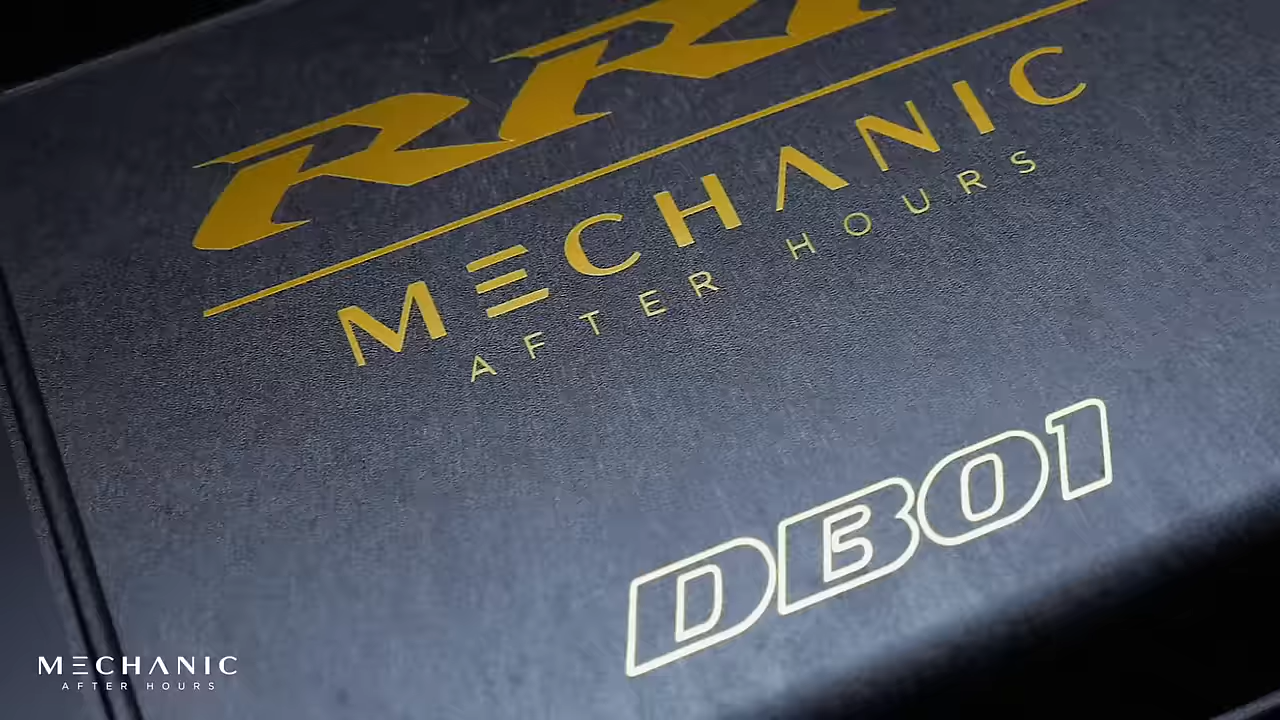 RR
MECHANIC
AFTER HOURS
DB01
MECHANIC
AFTER HOURS